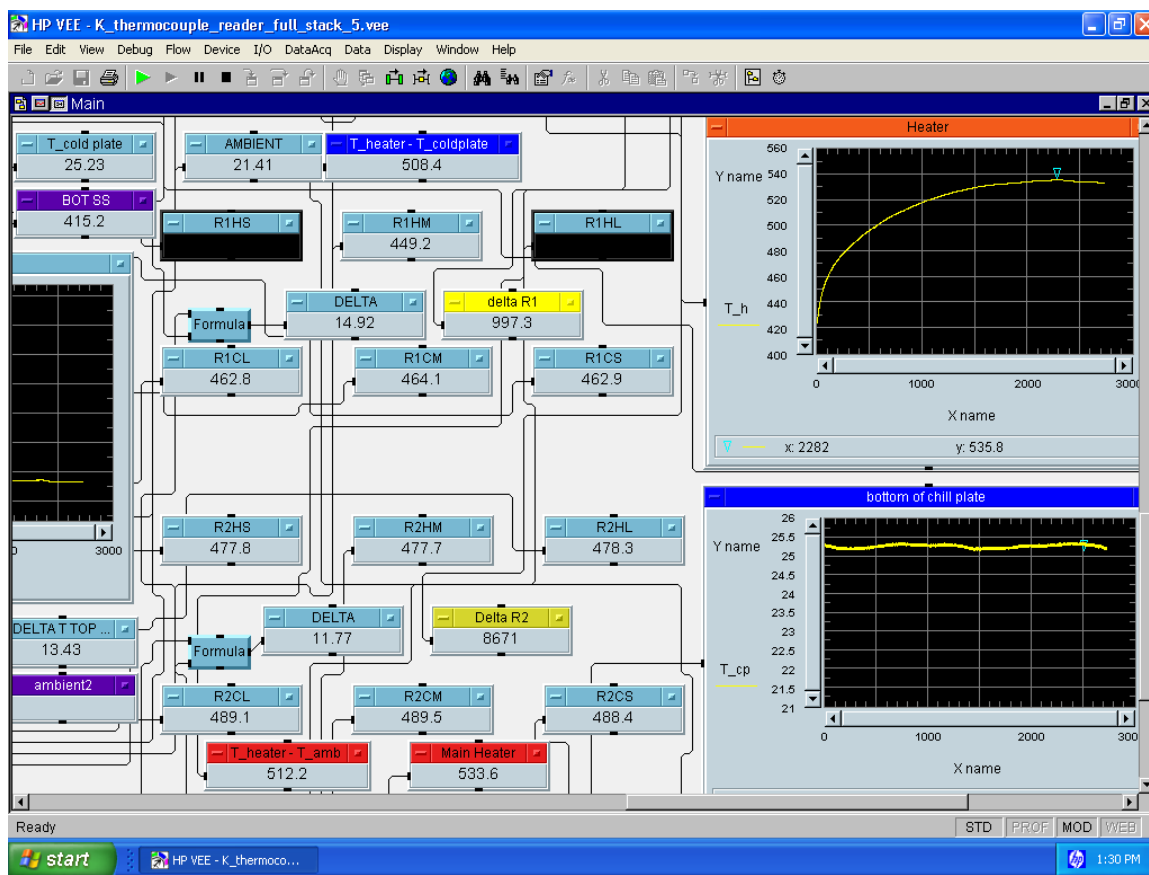 HP VEE - K_thermocouple_reader_full_stack_5.vee
File Edit View Debug Flow Device I/O DataAcq Data Display Window Help
Main
T_cold plate
25.23
AMBIENT
21.41
T_heater - T_coldplate
508.4
BOT SS
415.2
R1HS
R1HM
449.2
R1HL
Formula
DELTA
14.92
delta R1
997.3
R1CL
462.8
R1CM
464.1
R1CS
462.9
3000
R2HS
477.8
R2HM
477.7
R2HL
478.3
DELTA T TOP ...
13.43
Formula
DELTA
11.77
Delta R2
8671
ambient2
R2CL
489.1
R2CM
489.5
R2CS
488.4
T_heater - T_amb
512.2
Main Heater
533.6
Heater
Y name
560
540
520
500
480
460
440
420
400
T_h
0 1000 2000 3000
X name
x: 2282 y: 535.8
bottom of chill plate
Y name
26
25.5
25
24.5
24
23.5
23
22.5
22
21.5
21
T_cp
0 1000 2000 300
X name
Ready
STD PROF MOD WEB
start
HP VEE - K_thermoco...
hp
1:30 PM